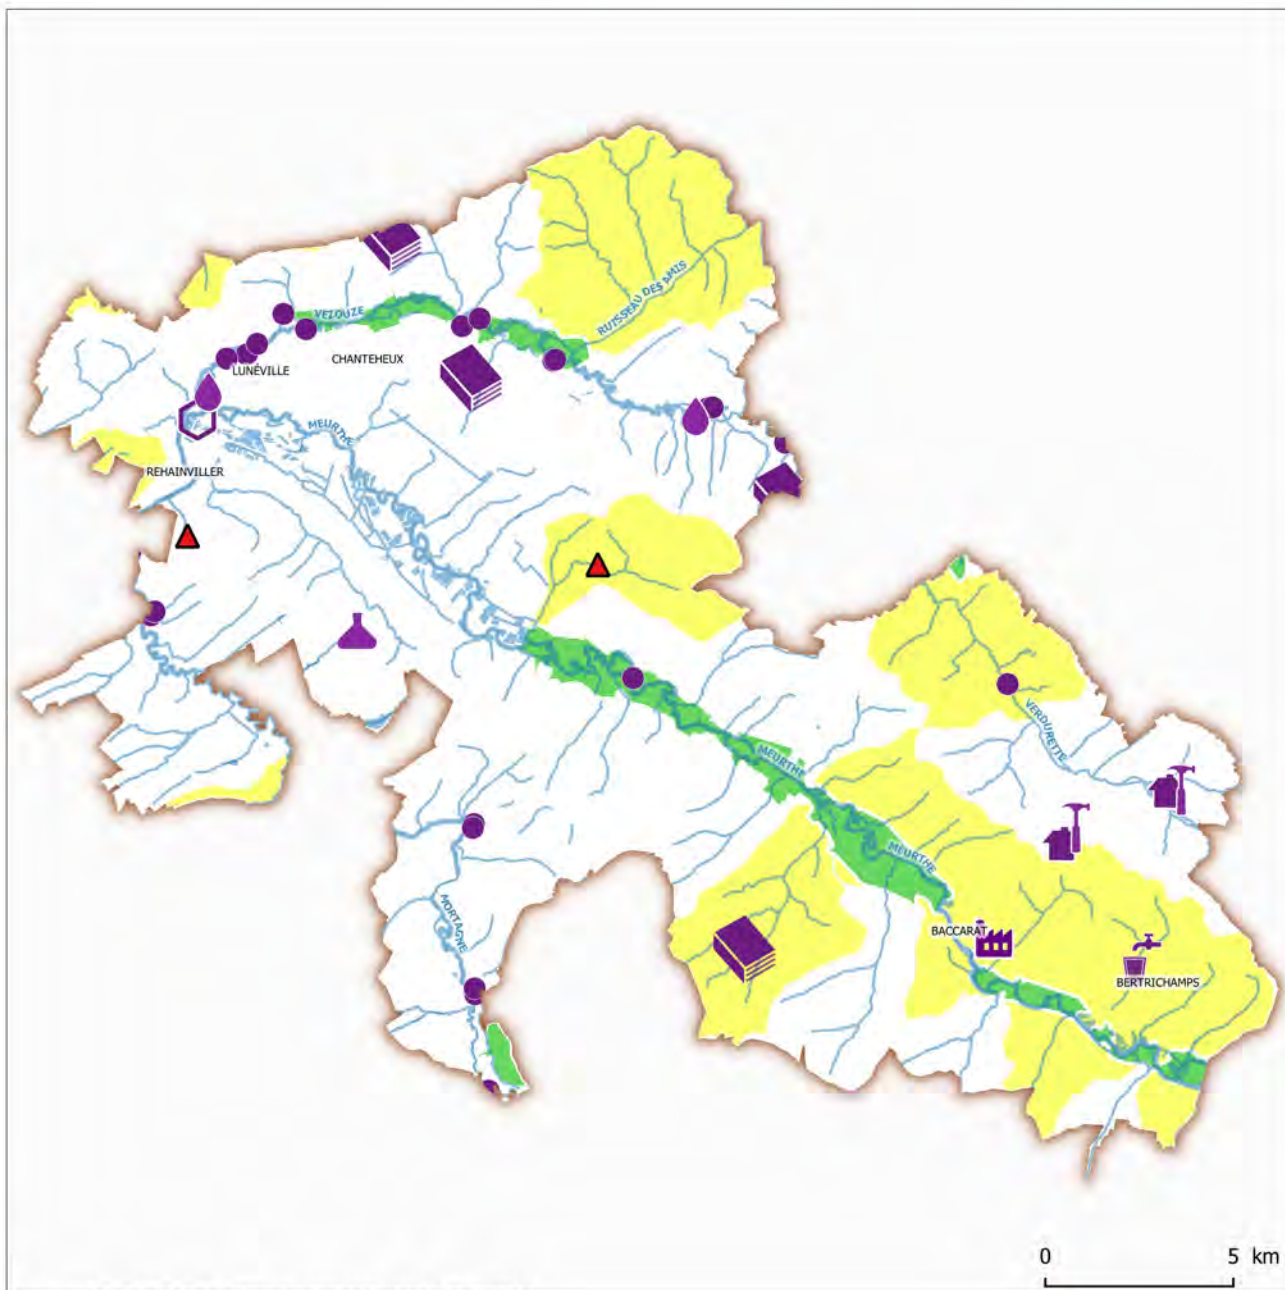 RUISSEAU DES AMIS
VEZOUZE
CHANTEHEUX
LUNÉVILLE
MEURTHE
REHAINVILLER
VERDURETTE
MEURTHE
MEURTHE
MORTAGNE
BACCARAT
BERTRICHAMPS
0 5 km